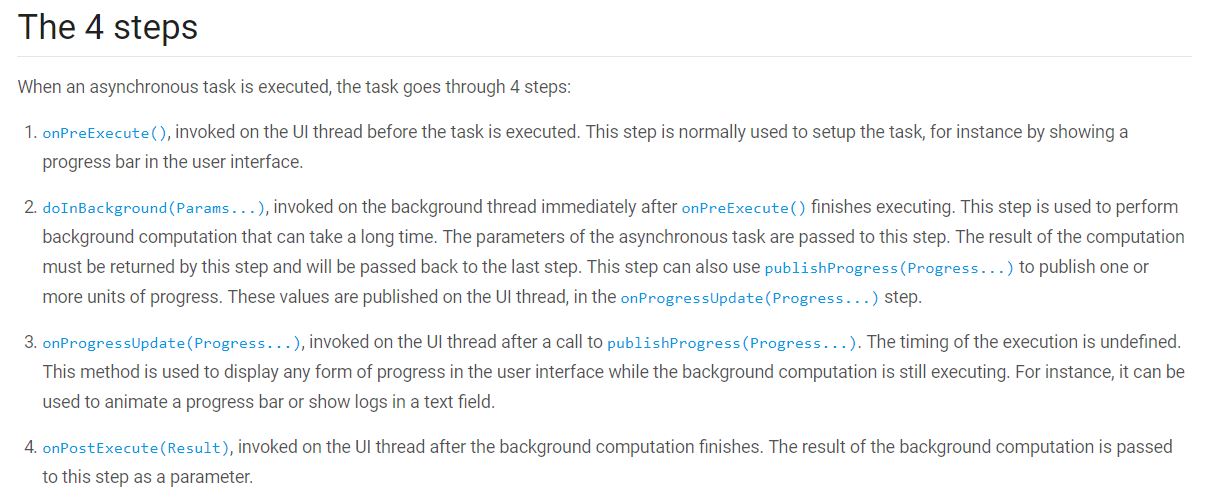 The 4 steps
When an asynchronous task is executed, the task goes through 4 steps:
1. onPreExecute(), invoked on the UI thread before the task is executed. This step is normally used to setup the task, for instance by showing a
progress bar in the user interface.
2. doInBackground(Params...), invoked on the background thread immediately after onPreExecute() finishes executing. This step is used to perform
background computation that can take a long time. The parameters of the asynchronous task are passed to this step. The result of the computation
must be returned by this step and will be passed back to the last step. This step can also use publishProgress(Progress...) to publish one or
more units of progress. These values are published on the UI thread, in the onProgressUpdate(Progress...) step.
3. onProgressUpdate(Progress...), invoked on the UI thread after a call to publishProgress(Progress...). The timing of the execution is undefined.
This method is used to display any form of progress in the user interface while the background computation is still executing. For instance, it can be
used to animate a progress bar or show logs in a text field.
4. onPostExecute(Result), invoked on the UI thread after the background computation finishes. The result of the background computation is passed
to this step as a parameter.